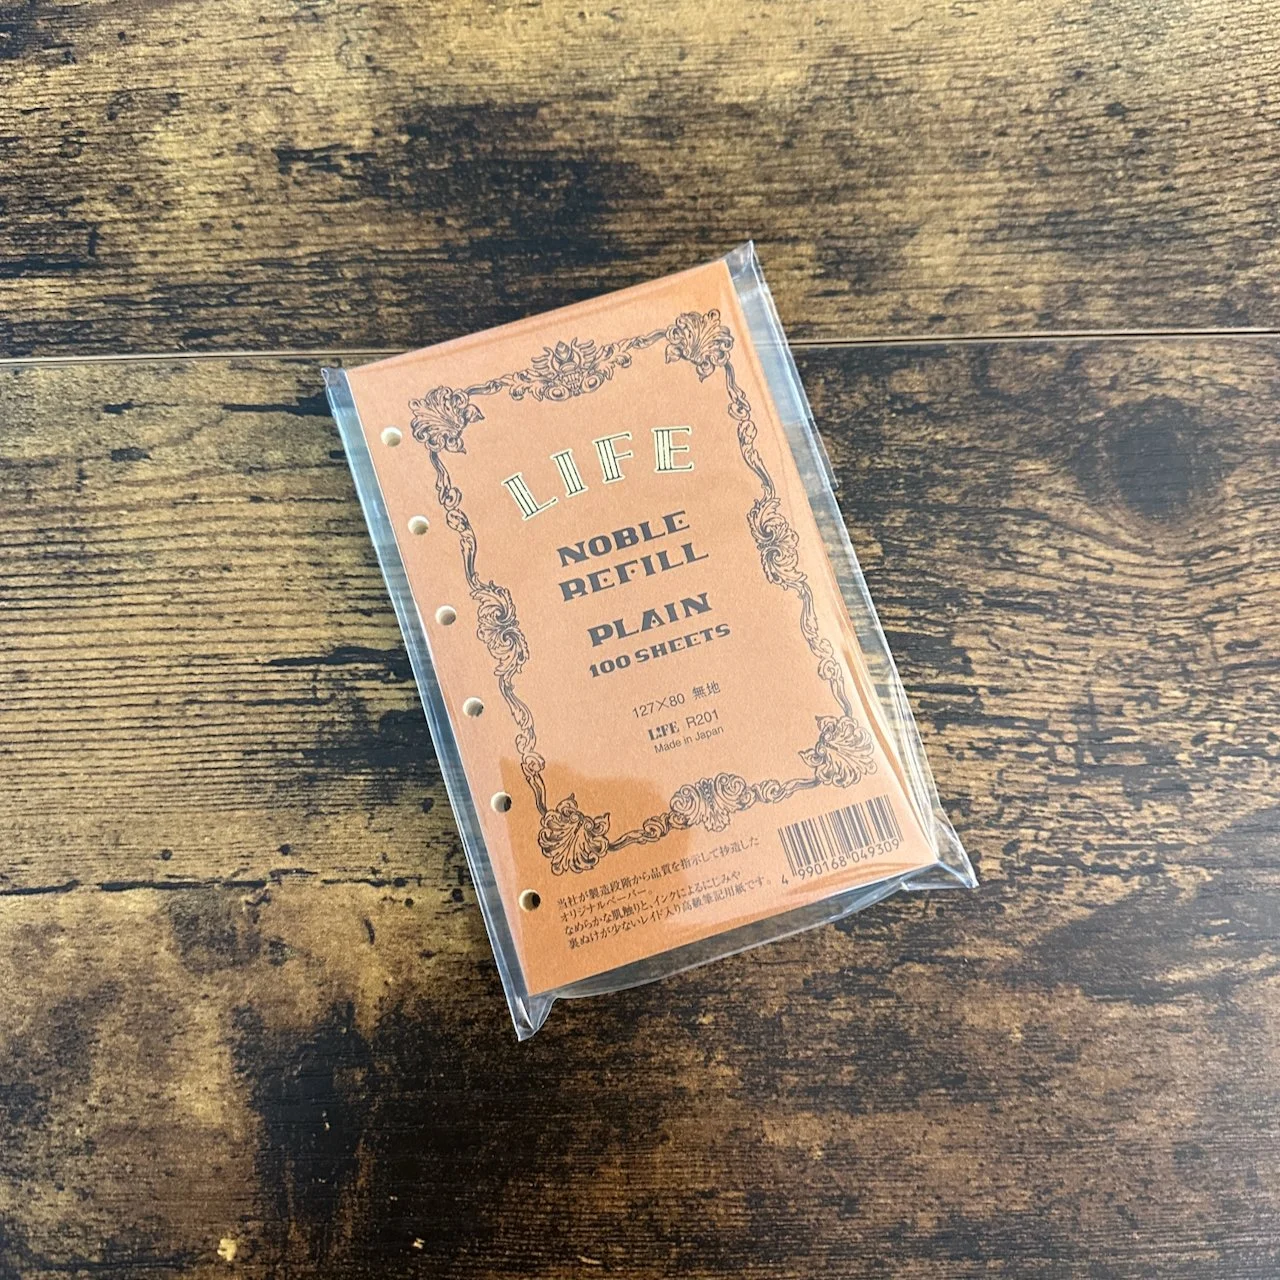 LIFE
NOBLE
REFILL
PLAIN
100 SHEETS
127×80 無地
LIFE R201
Made in Japan
当社が製造段階から品質を指示して抄造した
オリジナルペーパー。
なめらかな肌触りと、インクによるにじみや
裏ぬけが少ないレイド入り高級筆記用紙です。
4 990168 049309